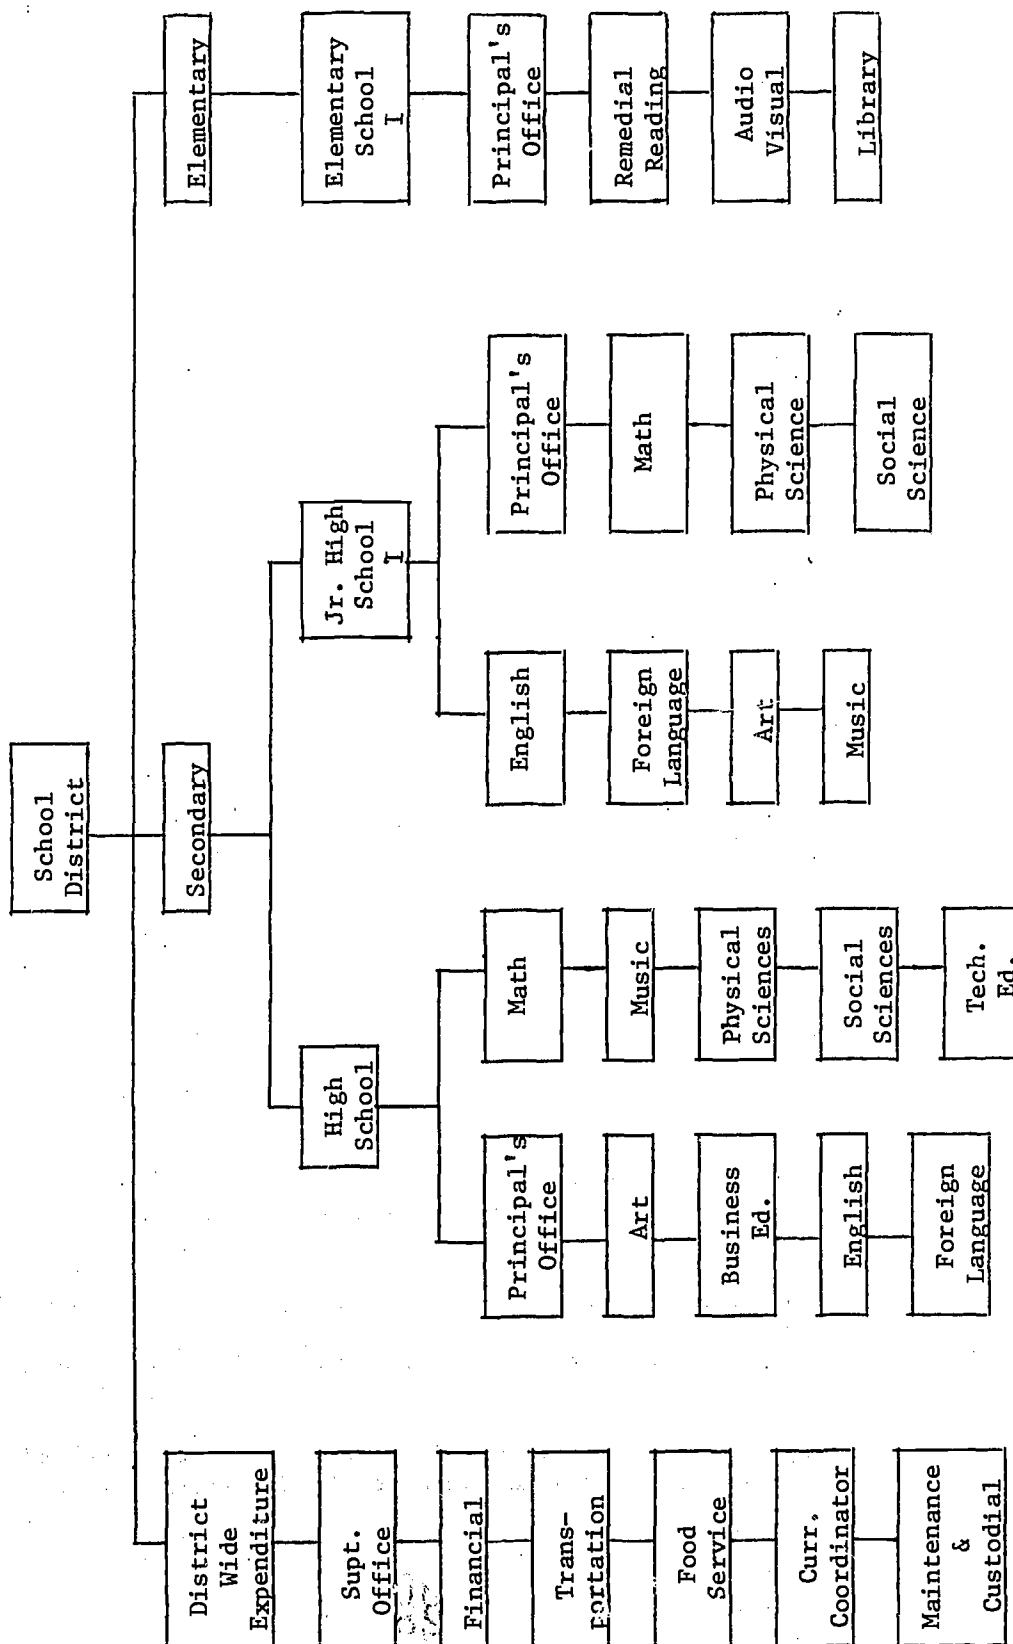 School
District
District
Wide
Expenditure
Supt.
Office
Financial
Trans-
portation
Food
Service
Curr.
Coordinator
Maintenance
&
Custodial
Secondary
High
School
Principal's
Office
Art
Business
Ed.
English
Foreign
Language
Math
Music
Physical
Sciences
Social
Sciences
Tech.
Ed.
Jr. High
School
I
English
Foreign
Language
Art
Music
Principal's
Office
Math
Physical
Science
Social
Science
Elementary
Elementary
School
I
Principal's
Office
Remedial
Reading
Audio
Visual
Library